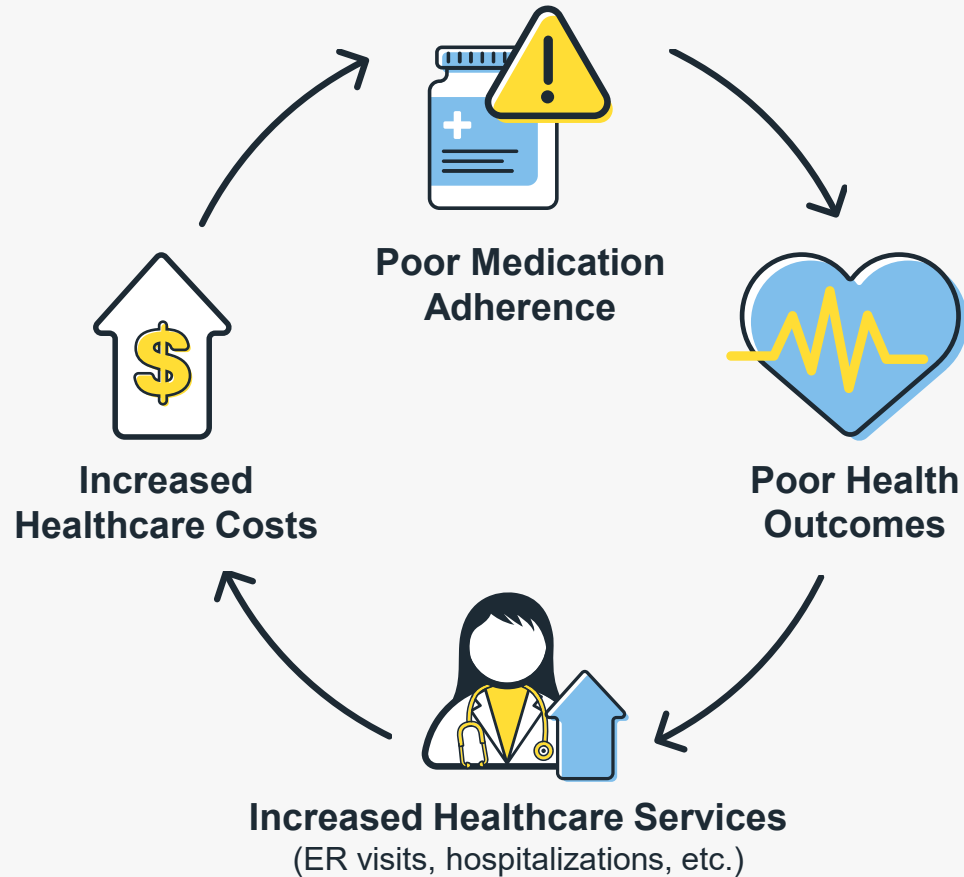 Poor Medication
Adherence
Poor Health
Outcomes
Increased Healthcare Services
(ER visits, hospitalizations, etc.)
Increased
Healthcare Costs
$